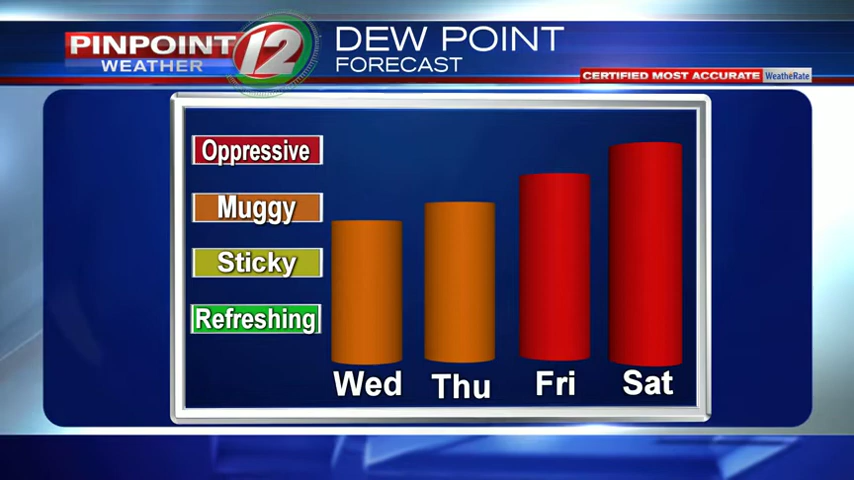 PINPOINT
WEATHER
12
DEW POINT
FORECAST
CERTIFIED MOST ACCURATE WeatheRate
Oppressive
Muggy
Sticky
Refreshing
Wed Thu Fri Sat